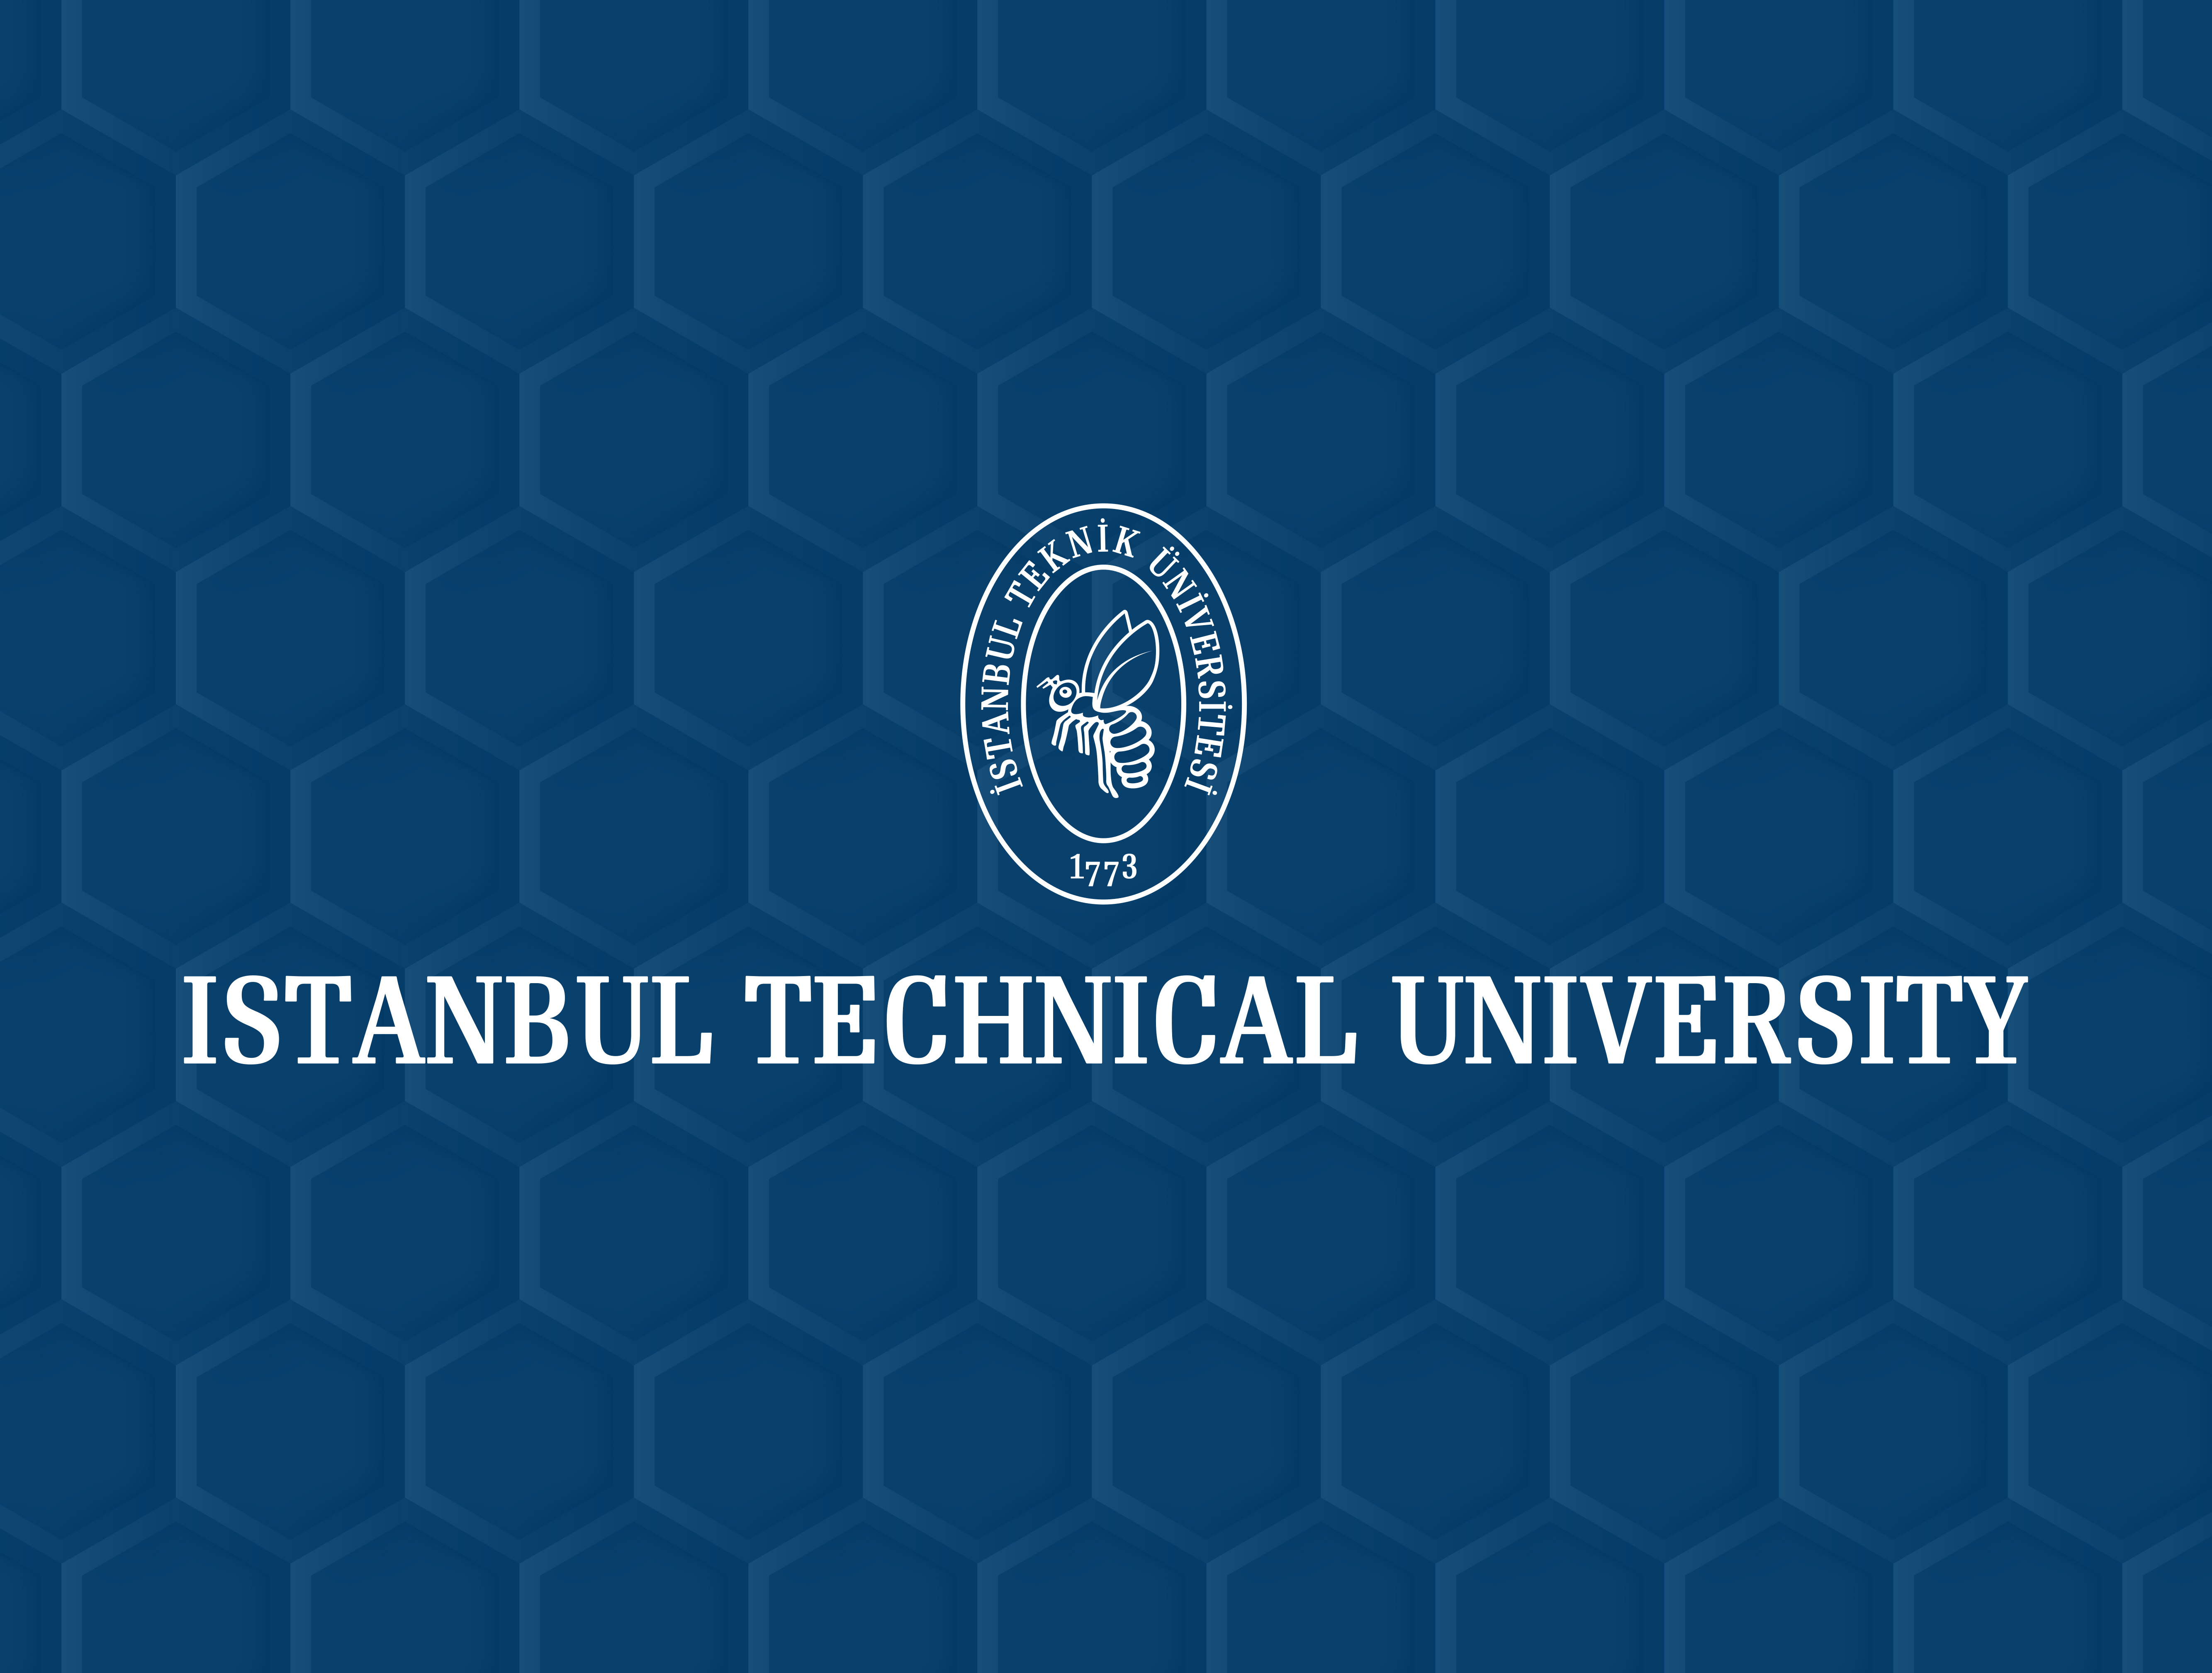 İSTANBUL TEKNİK ÜNİVERSİTESİ
1773
ISTANBUL TECHNICAL UNIVERSITY